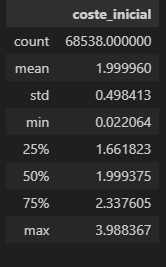 coste_inicial
count 68538.000000
mean 1.999960
std 0.498413
min 0.022064
25% 1.661823
50% 1.999375
75% 2.337605
max 3.988367